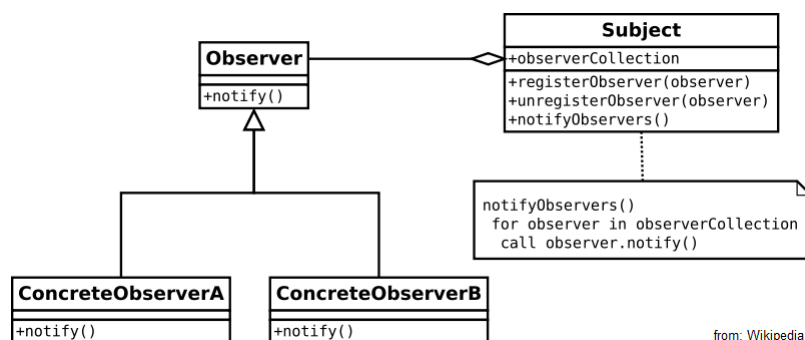 Observer
+notify()
Subject
+observerCollection
+registerObserver(observer)
+unregisterObserver(observer)
+notifyObservers()
notifyObservers()
for observer in observerCollection
call observer.notify()
ConcreteObserverA
+notify()
ConcreteObserverB
+notify()
from: Wikipedia